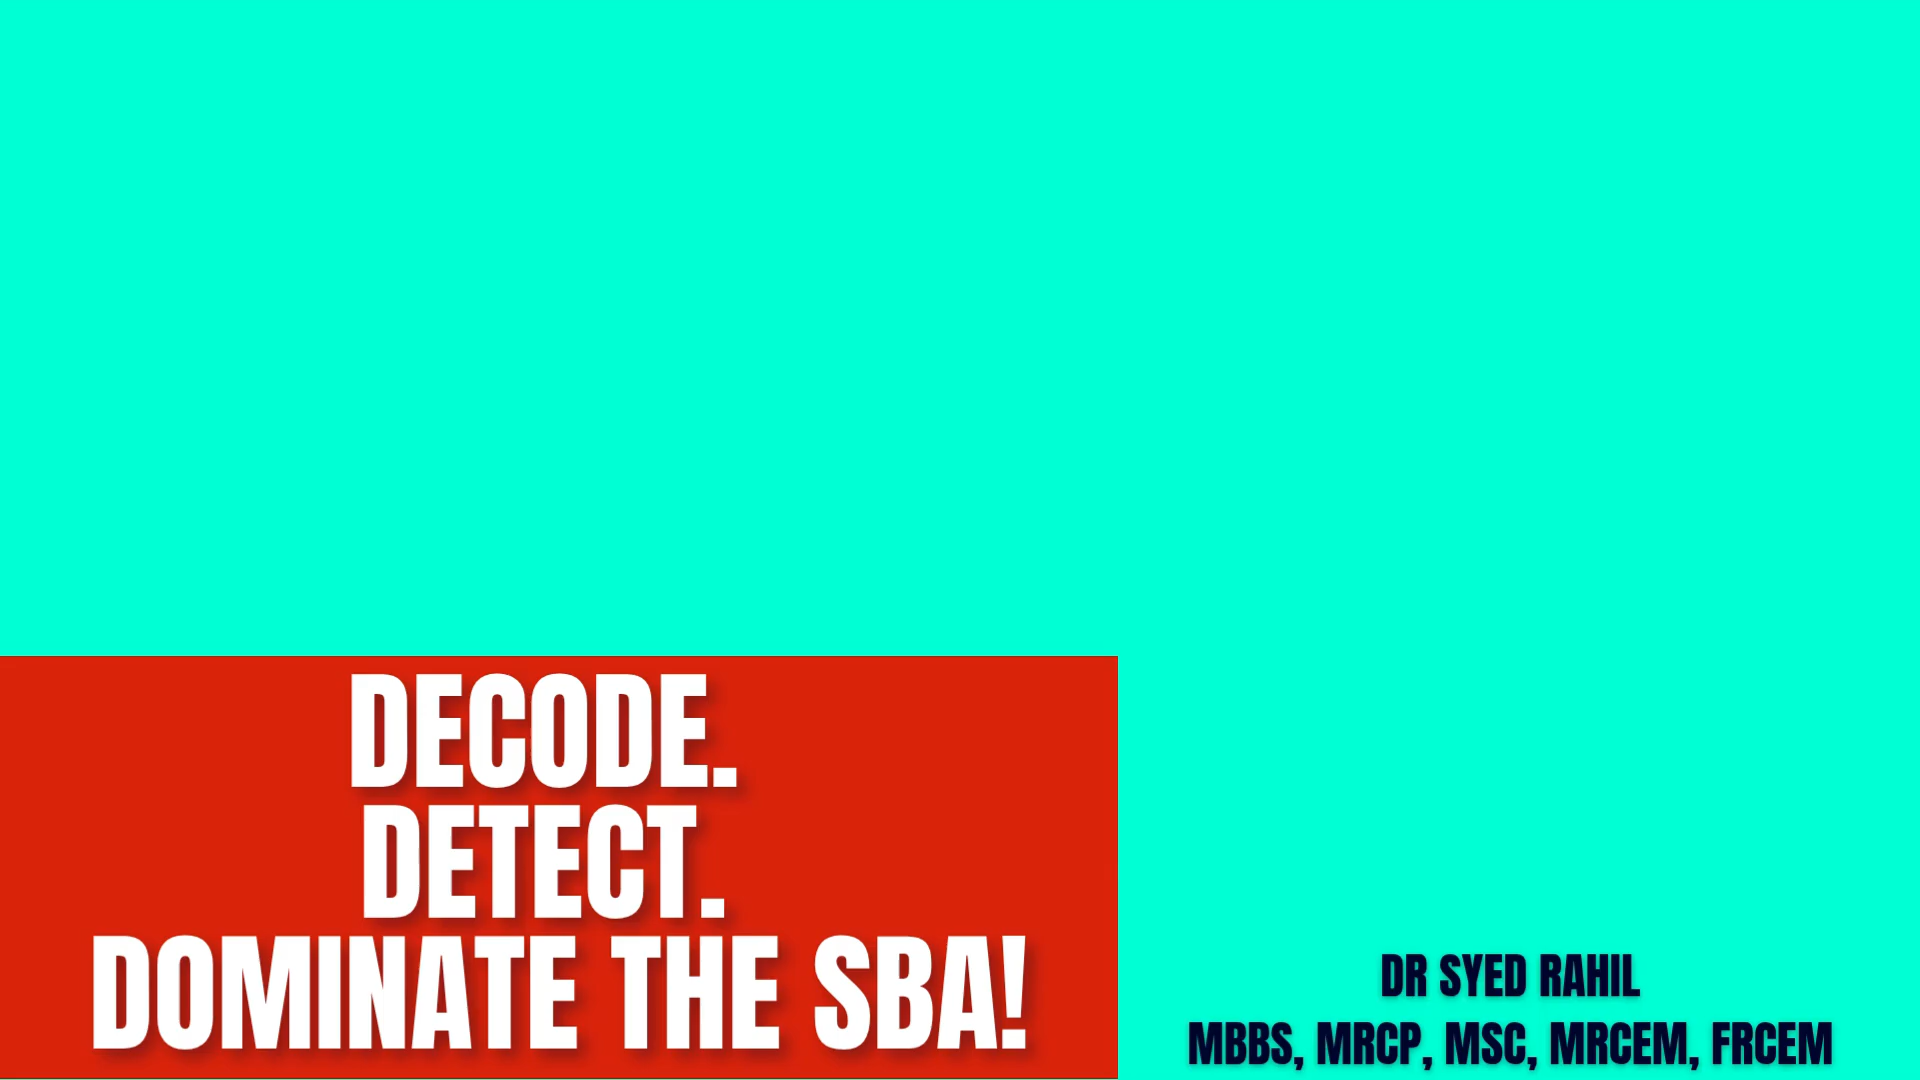 DECODE.
DETECT.
DOMINATE THE SBA!
DR SYED RAHIL
MBBS, MRCP, MSC, MRCEM, FRCEM